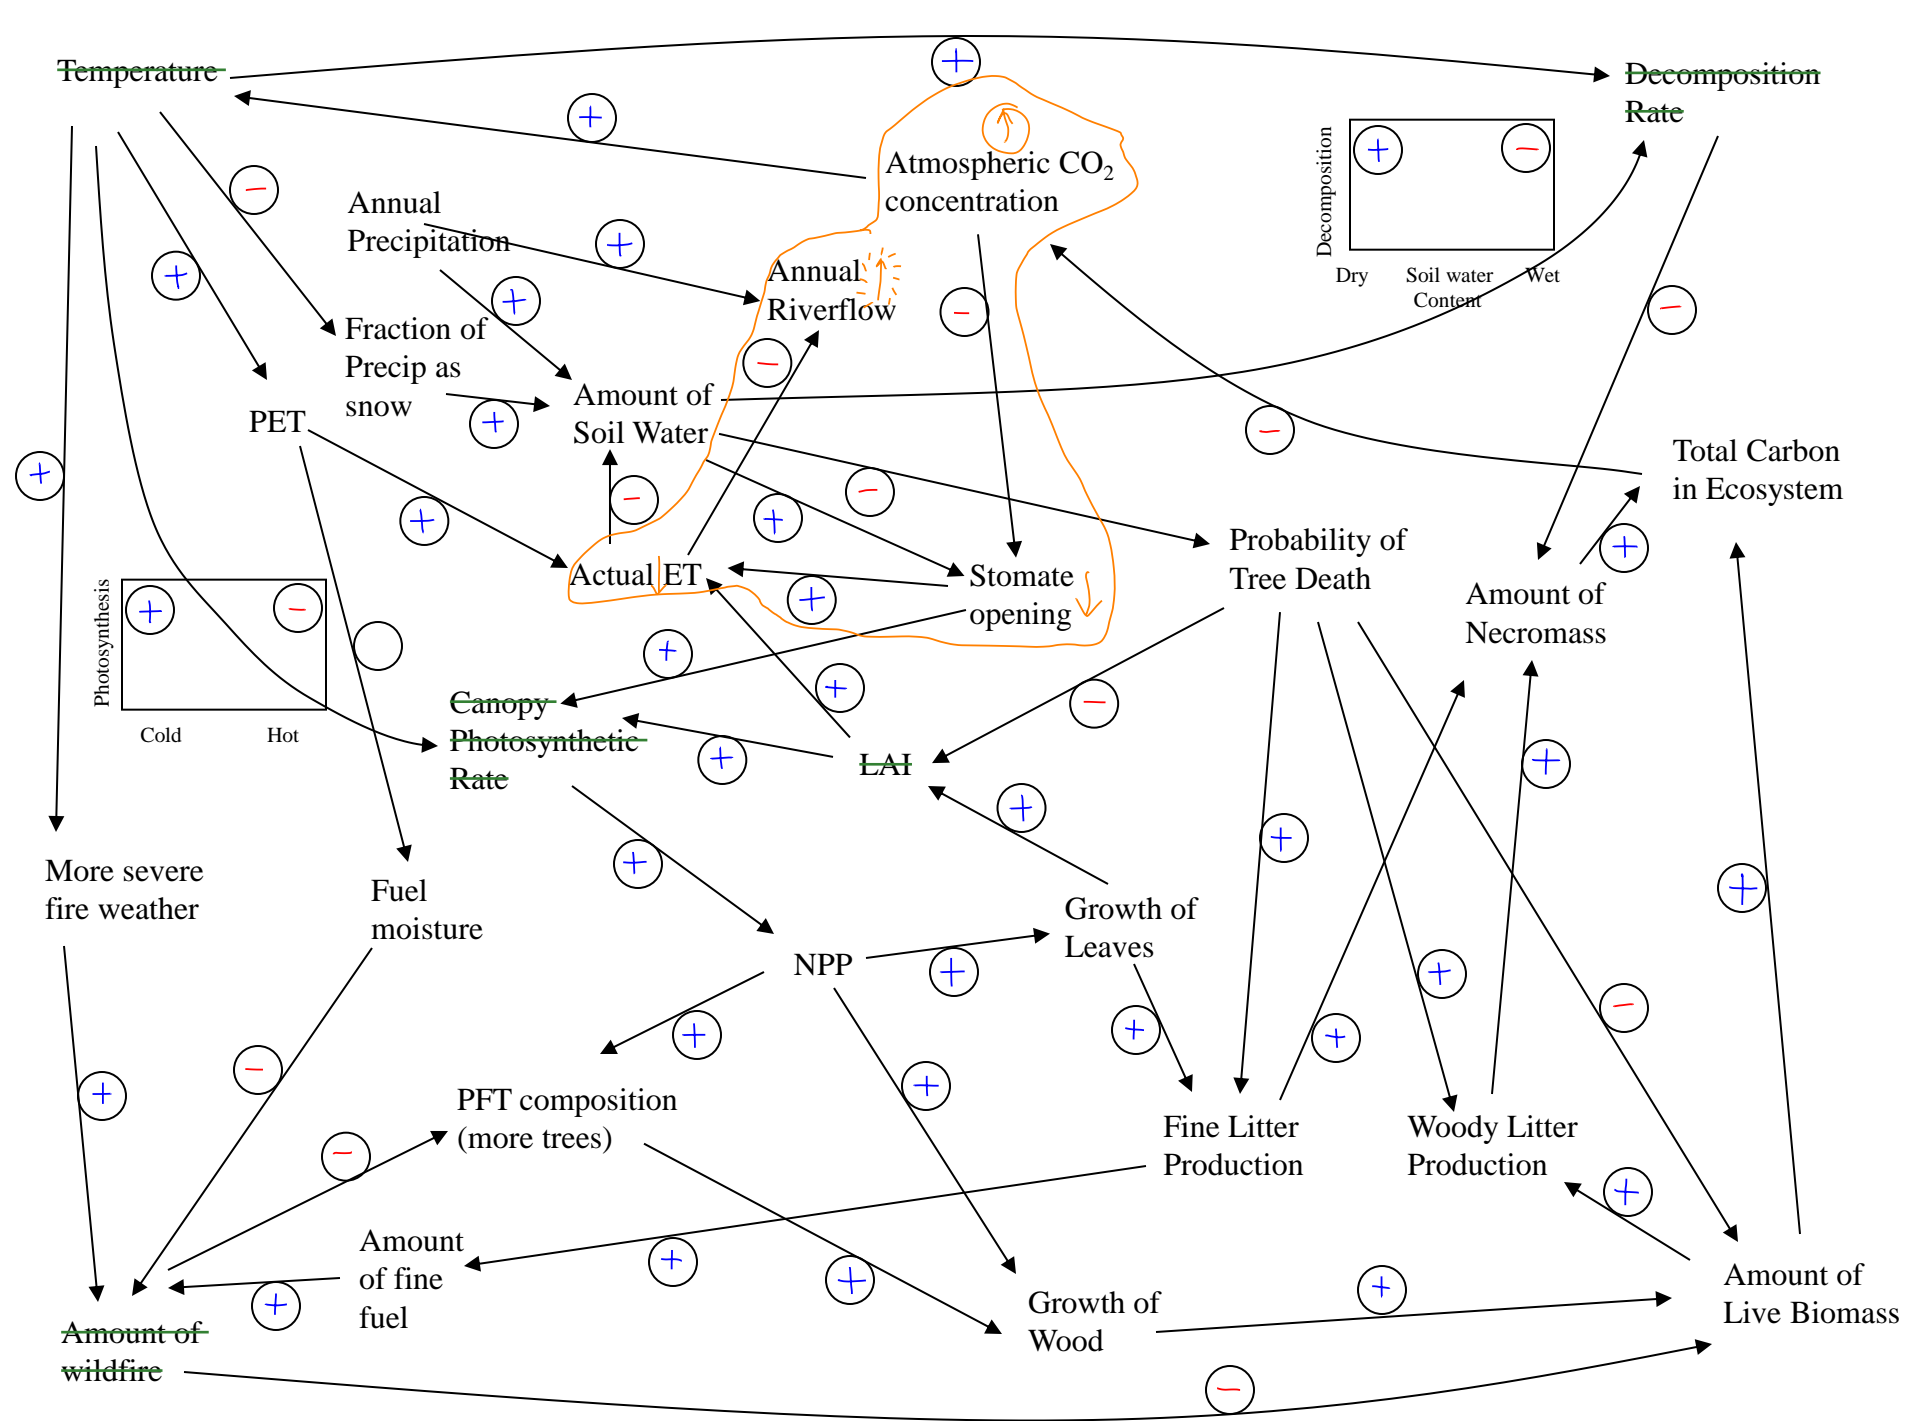 Temperature
Decomposition
Rate
Atmospheric CO₂
concentration
Decomposition
Dry
Soil water
Content
Wet
Annual
Precipitation
Annual
Riverflow
Fraction of
Precip as
snow
PET
Amount of
Soil Water
Total Carbon
in Ecosystem
Probability of
Tree Death
Actual ET
Stomate
opening
Amount of
Necromass
Photosynthesis
Cold
Hot
Canopy
Photosynthetic
Rate
LAI
More severe
fire weather
Fuel
moisture
NPP
Growth of
Leaves
PFT composition
(more trees)
Fine Litter
Production
Woody Litter
Production
Amount
of fine
fuel
Growth of
Wood
Amount of
Live Biomass
Amount of
wildfire